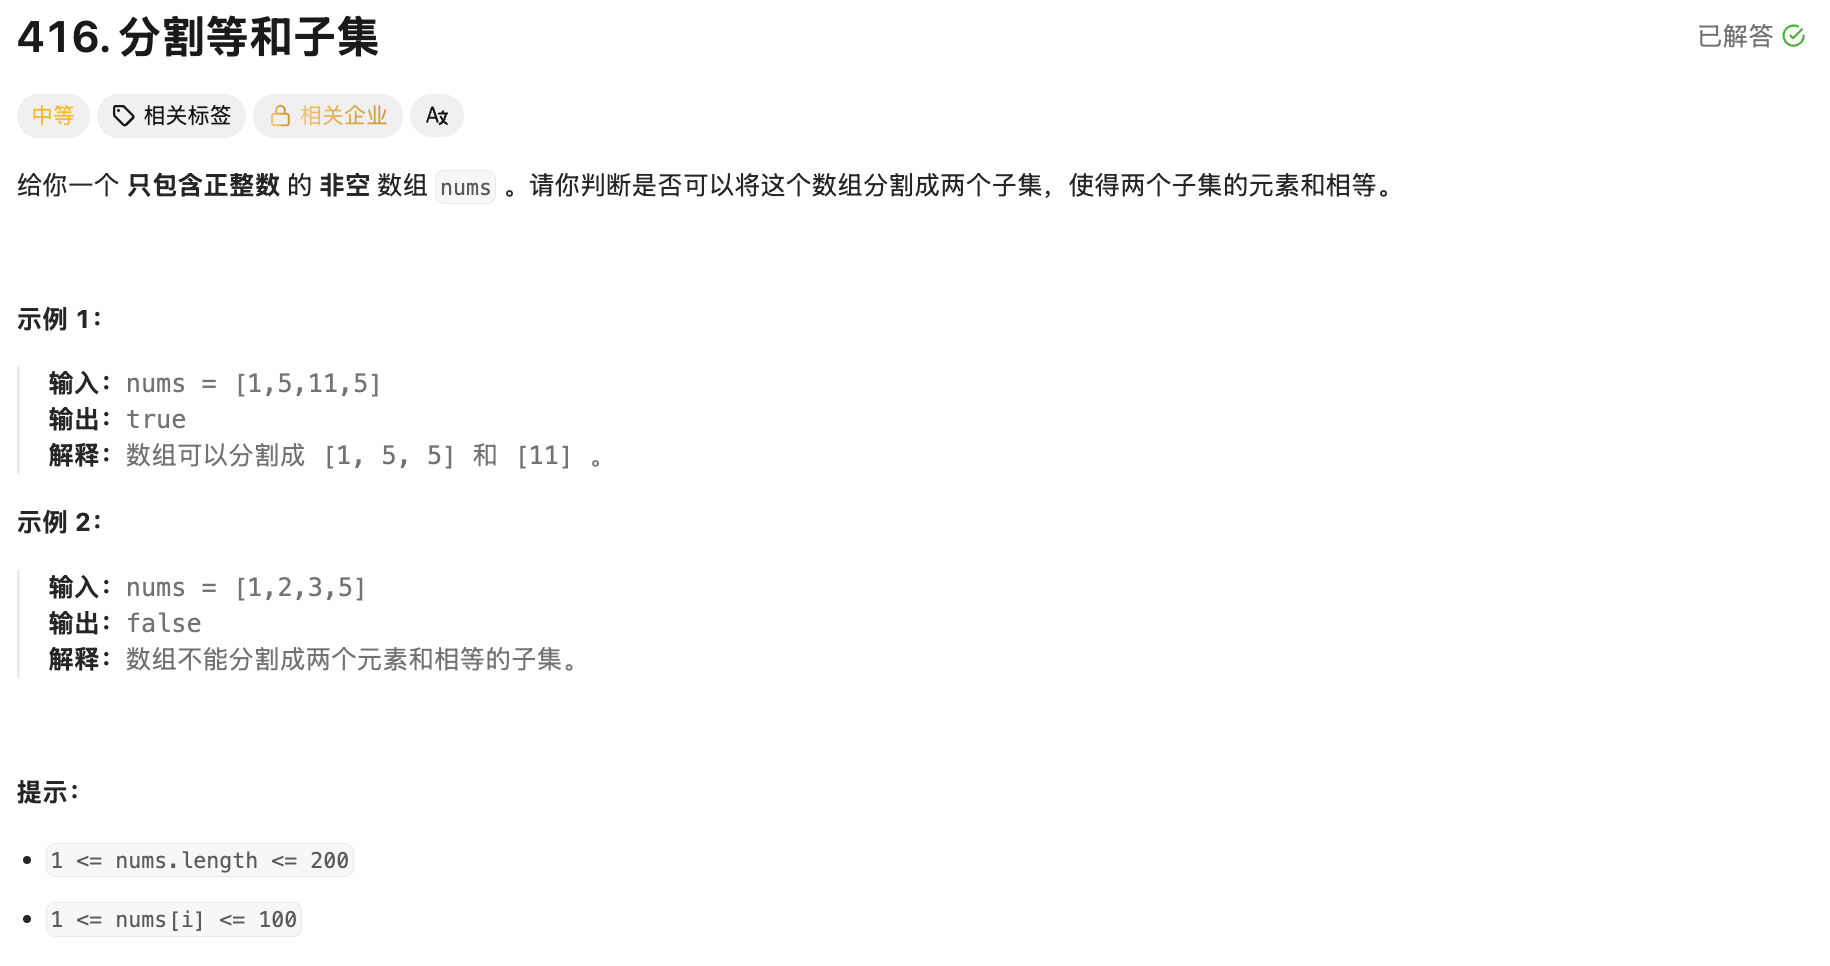 416. 分割等和子集
已解答
中等 相关标签 相关企业
给你一个 只包含正整数 的 非空 数组 nums 。请你判断是否可以将这个数组分割成两个子集，使得两个子集的元素和相等。
示例 1：
输入：nums = [1,5,11,5]
输出：true
解释：数组可以分割成 [1, 5, 5] 和 [11] 。
示例 2：
输入：nums = [1,2,3,5]
输出：false
解释：数组不能分割成两个元素和相等的子集。
提示：
• 1 <= nums.length <= 200
• 1 <= nums[i] <= 100